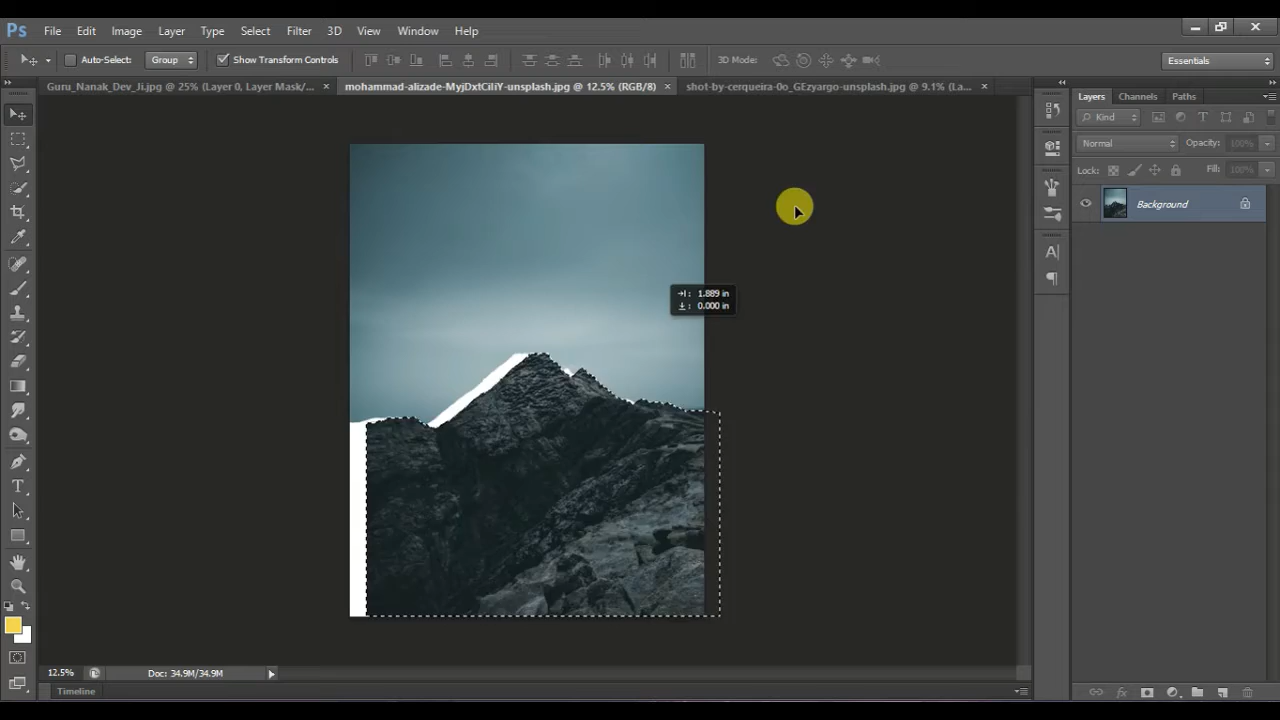 Ps File Edit Image Layer Type Select Filter 3D View Window Help
Auto-Select: Group Show Transform Controls 3D Mode: Essentials
Guru_Nanak_Dev_Ji.jpg @ 25% (Layer 0, Layer Mask/... × mohammad-alizade-MyjDxtCiIiY-unsplash.jpg @ 12.5% (RGB/8) × shot-by-cerqueira-0o_GEzyargo-unsplash.jpg @ 9.1% (La... ×
Layers Channels Paths
Kind
Normal Opacity: 100%
Lock: Fill: 100%
Background
1.889 in
0.000 in
12.5% Doc: 34.9M/34.9M
Timeline